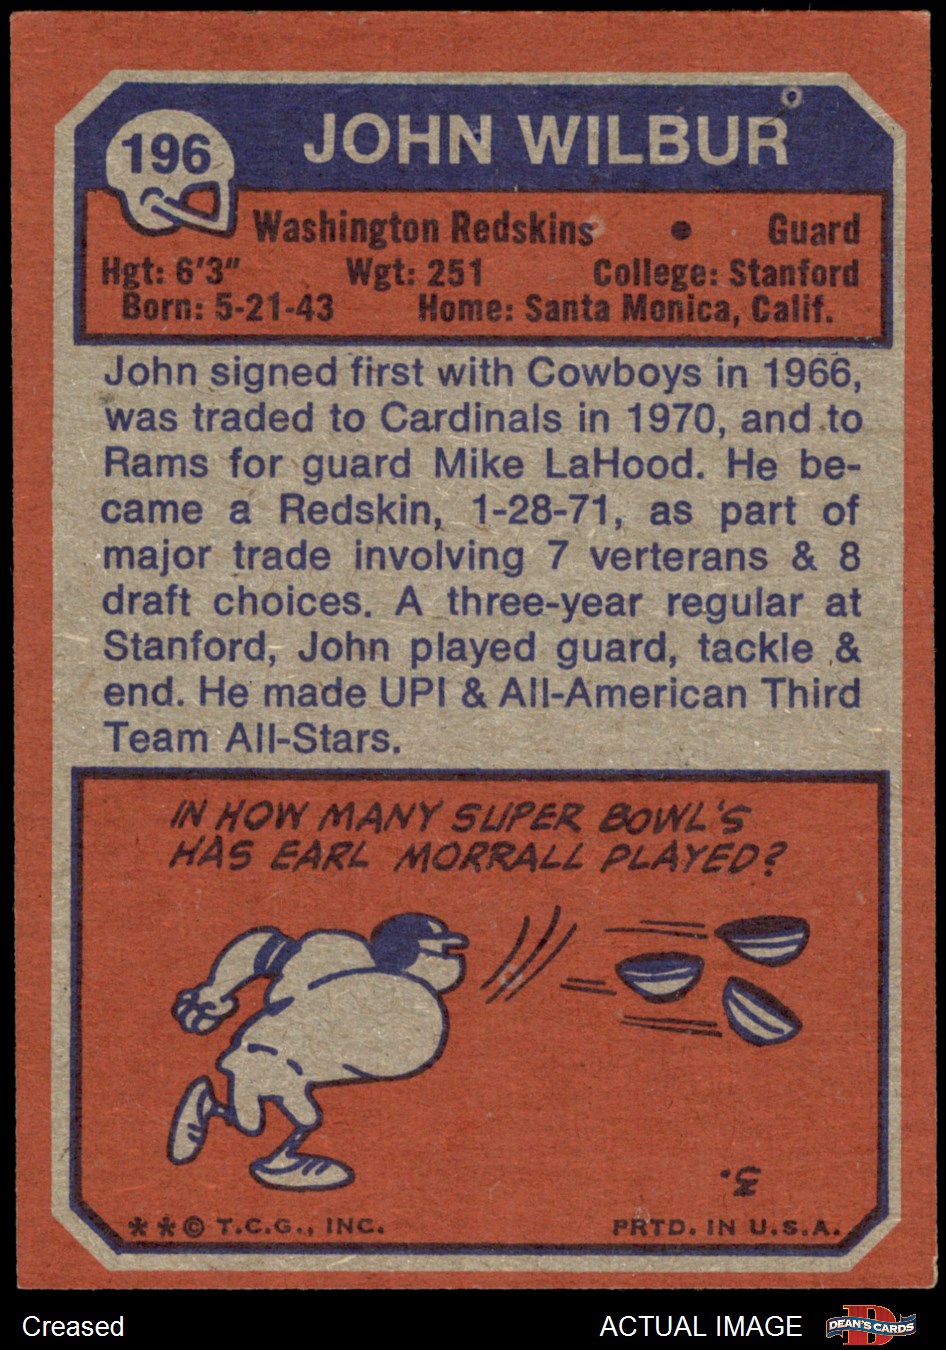 196
JOHN WILBUR
Washington Redskins • Guard
Hgt: 6'3" Wgt: 251 College: Stanford
Born: 5-21-43 Home: Santa Monica, Calif.
John signed first with Cowboys in 1966,
was traded to Cardinals in 1970, and to
Rams for guard Mike LaHood. He be-
came a Redskin, 1-28-71, as part of
major trade involving 7 verterans & 8
draft choices. A three-year regular at
Stanford, John played guard, tackle &
end. He made UPI & All-American Third
Team All-Stars.
IN HOW MANY SUPER BOWL'S
HAS EARL MORRALL PLAYED?
3.
**© T.C.G., INC. PRTD. IN U.S.A.
Creased ACTUAL IMAGE DEAN'S CARDS